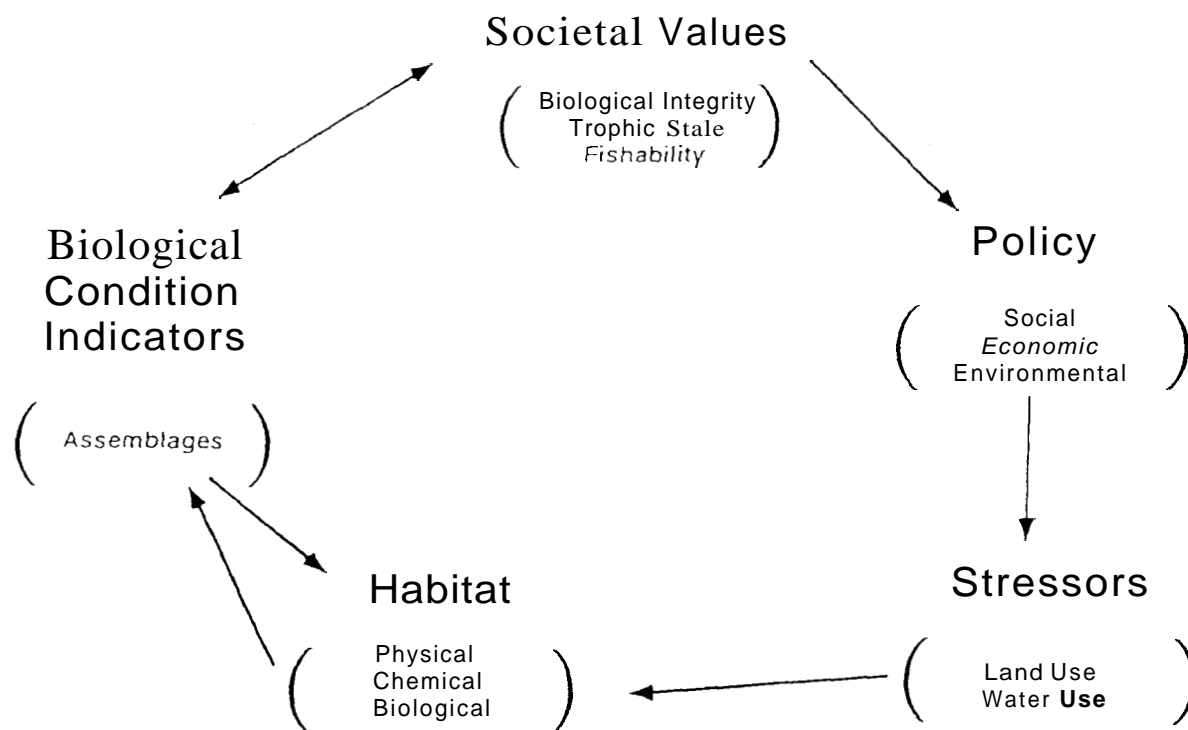 Societal Values
Biological Integrity
Trophic Stale
Fishability
Policy
Social
Economic
Environmental
Stressors
Land Use
Water Use
Habitat
Physical
Chemical
Biological
Biological
Condition
Indicators
Assemblages